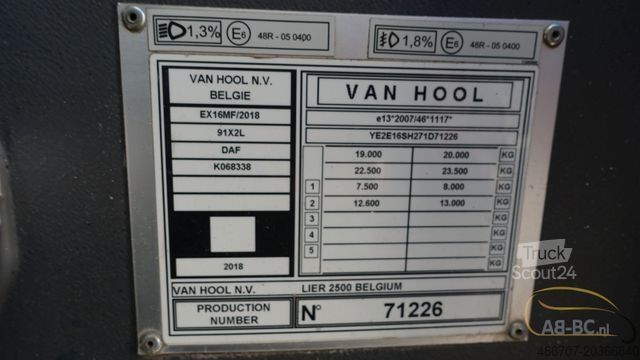 1,3% E6 48R - 05 0400
1,8% E6 48R - 05 0400
VAN HOOL N.V.
BELGIE
EX16MF/2018
91X2L
DAF
K068338
2018
VAN HOOL
e13*2007/46*1117*
YE2E16SH271D71226
19.000 20.000 KG
22.500 23.500 KG
1 7.500 8.000 KG
2 12.600 13.000 KG
3 KG
4 KG
5 KG
KG
VAN HOOL N.V. LIER 2500 BELGIUM
PRODUCTION
NUMBER
N° 71226
Truck
Scout24
AB-BC.nl